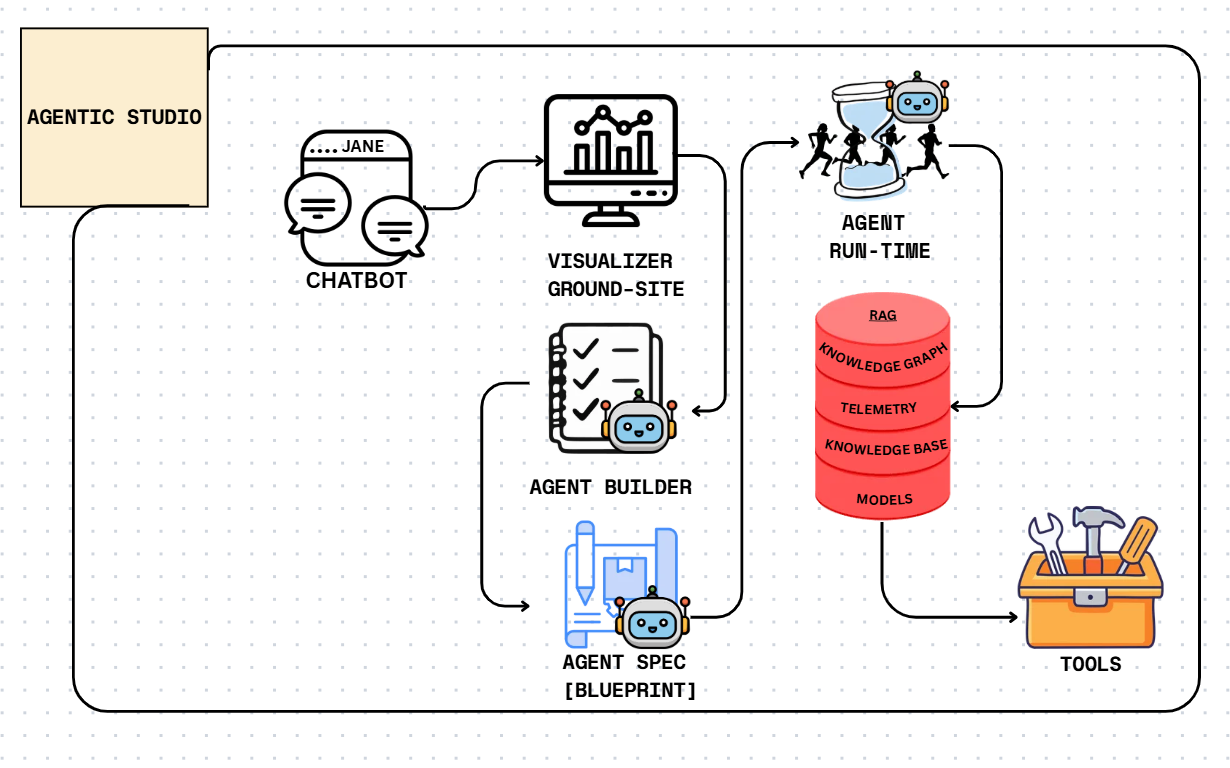 AGENTIC STUDIO
.... JANE
CHATBOT
VISUALIZER
GROUND-SITE
AGENT BUILDER
AGENT SPEC
[BLUEPRINT]
AGENT
RUN-TIME
RAG
KNOWLEDGE GRAPH
TELEMETRY
KNOWLEDGE BASE
MODELS
TOOLS